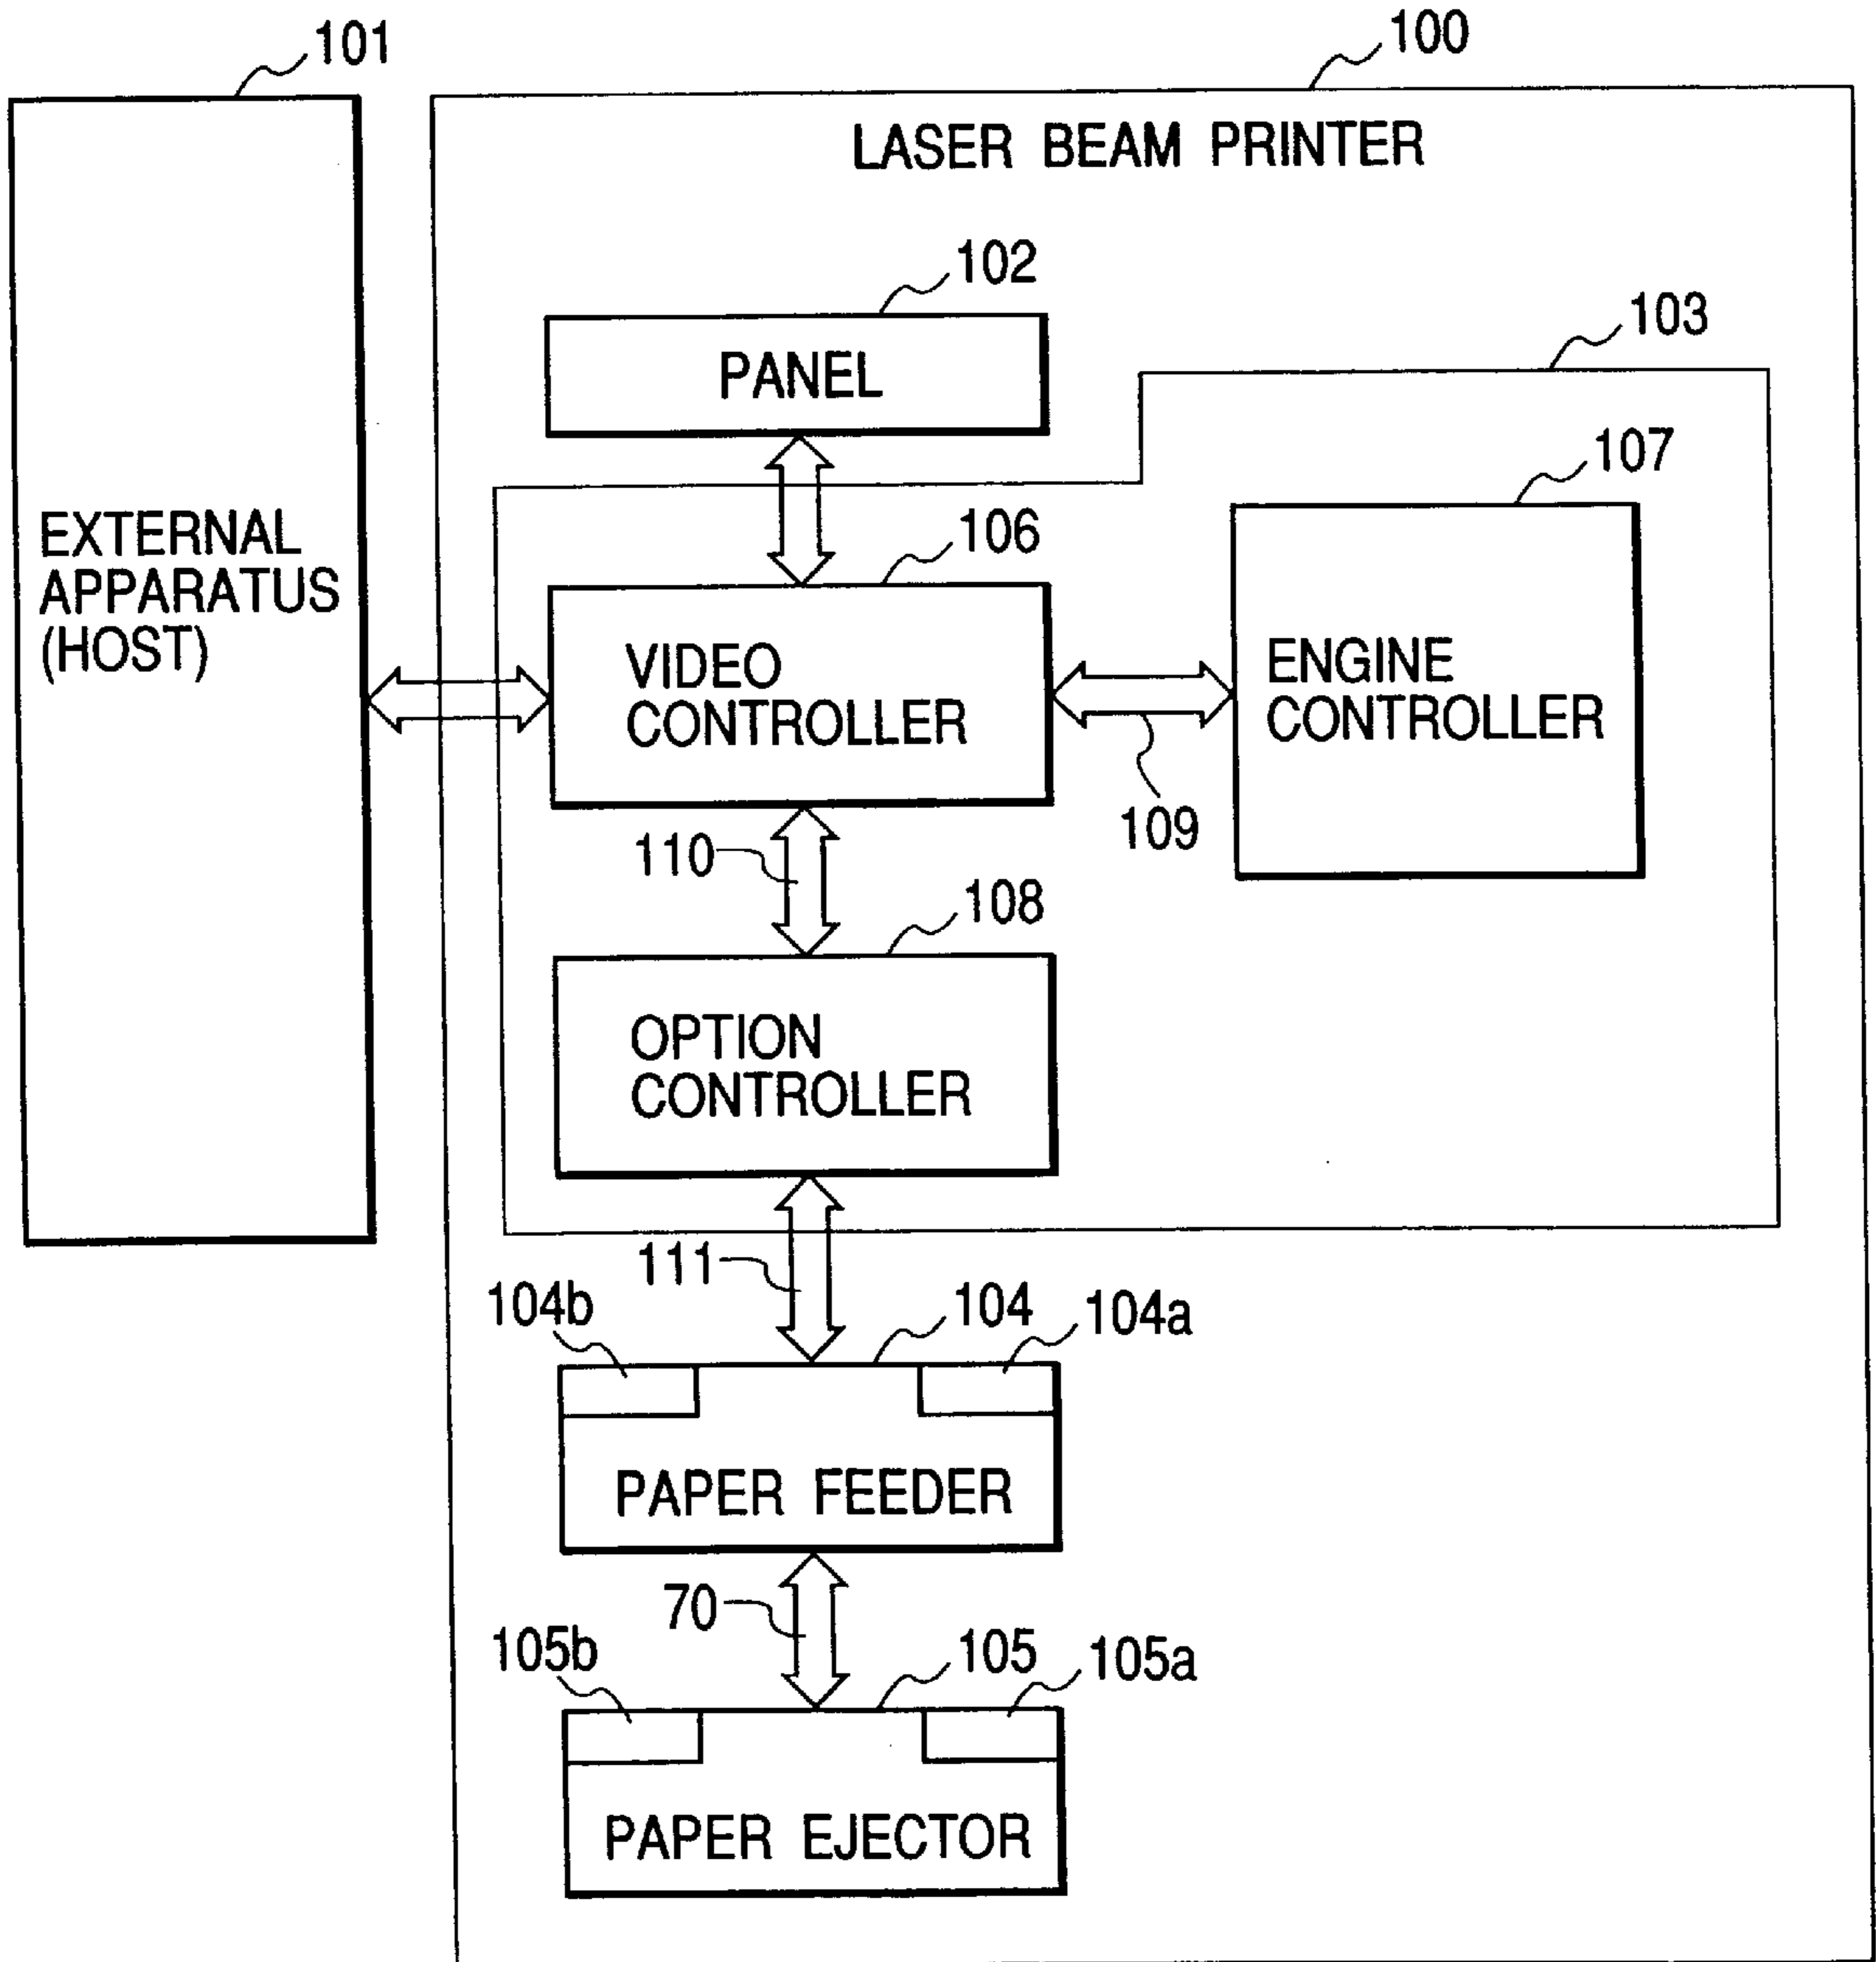 101
100
LASER BEAM PRINTER
102
103
PANEL
107
EXTERNAL
APPARATUS
(HOST)
106
VIDEO
CONTROLLER
ENGINE
CONTROLLER
109
110
108
OPTION
CONTROLLER
111
104b
104
104a
PAPER FEEDER
70
105b
105
105a
PAPER EJECTOR